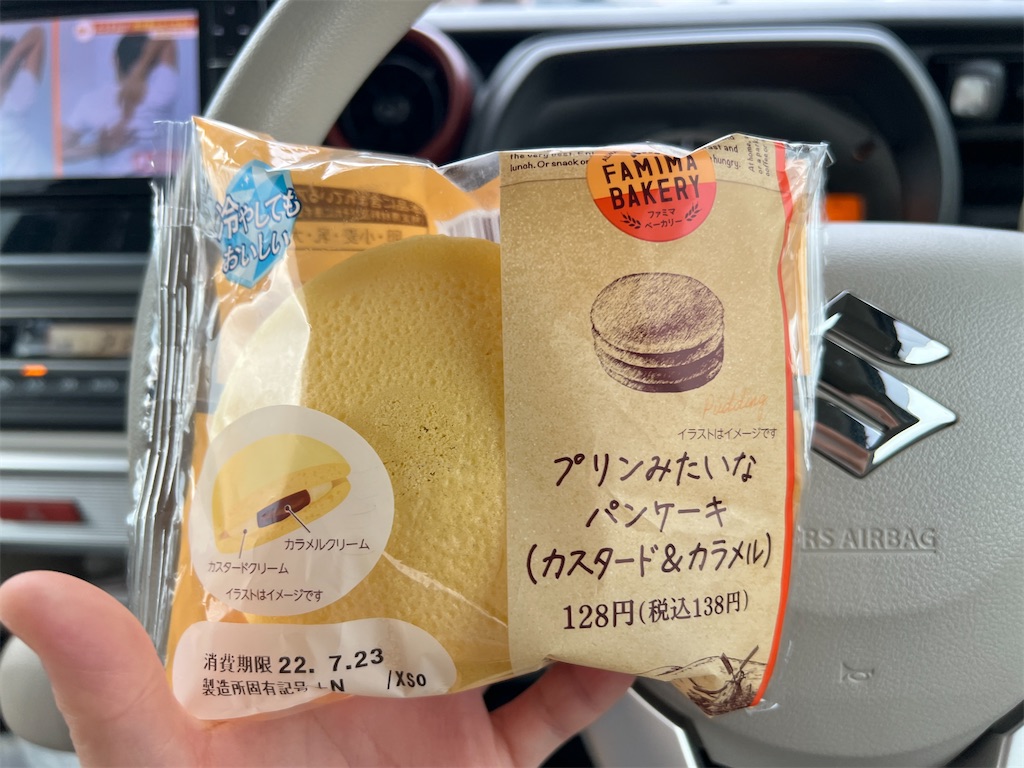 冷やしても
おいしい
lunch. Or snack on
hungry.
FAMIMA
BAKERY
ファミマ
ベーカリー
Pudding
イラストはイメージです
プリンみたいな
パンケーキ
(カスタード&カラメル)
128円(税込138円)
カラメルクリーム
カスタードクリーム
イラストはイメージです
消費期限 22. 7.23
製造所固有記号 +N /XSO
AIRBAG